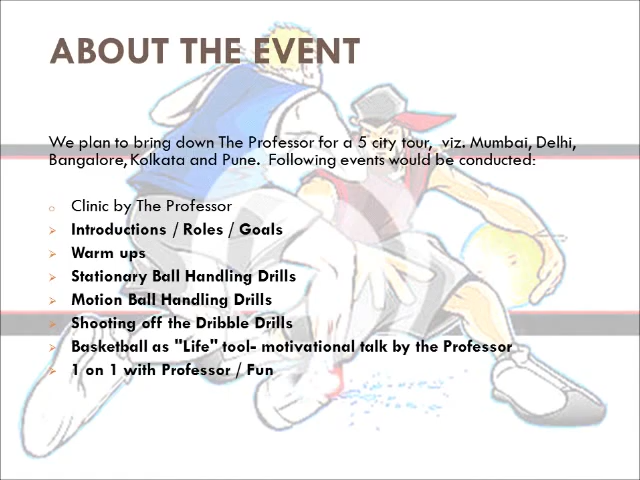 ABOUT THE EVENT
We plan to bring down The Professor for a 5 city tour,  viz. Mumbai, Delhi,
Bangalore, Kolkata and Pune.  Following events would be conducted:
Clinic by The Professor
Introductions / Roles / Goals
Warm ups
Stationary Ball Handling Drills
Motion Ball Handling Drills
Shooting off the Dribble Drills
Basketball as "Life" tool- motivational talk by the Professor
1 on 1 with Professor / Fun